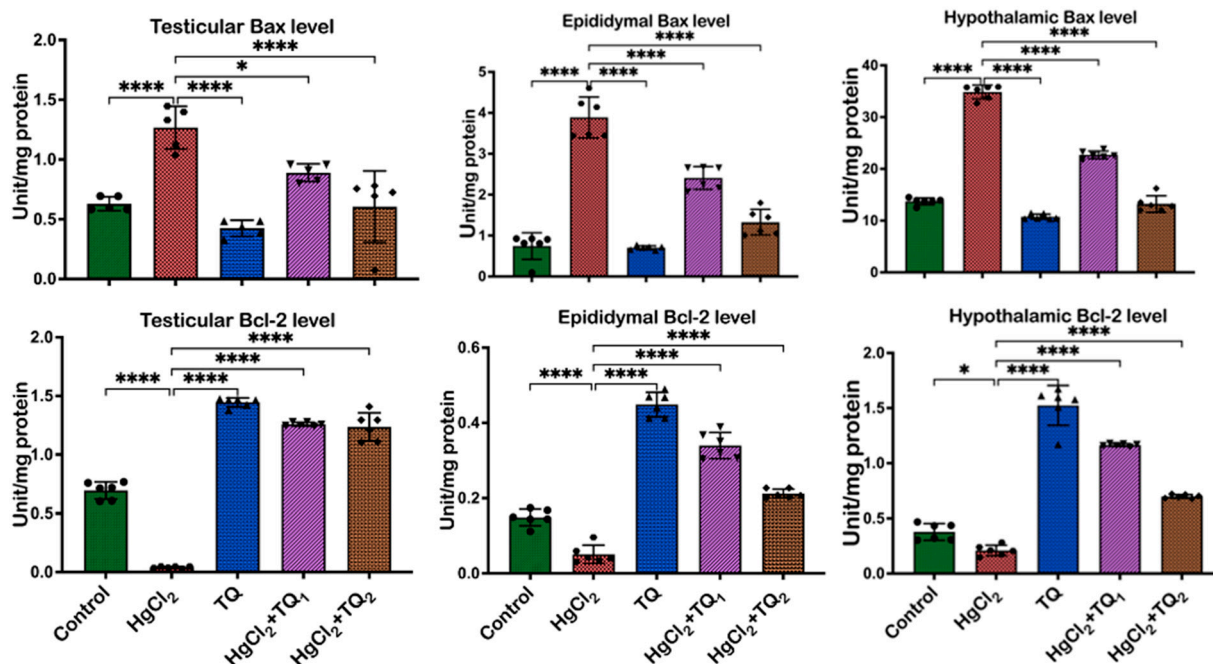 Testicular Bax level
Unit/mg protein
2.0
1.5
1.0
0.5
0.0
****
*
**** ****
Epididymal Bax level
Unit/mg protein
5
4
3
2
1
0
****
****
**** ****
Hypothalamic Bax level
Unit/mg protein
40
30
20
10
0
****
****
**** ****
Testicular Bcl-2 level
Unit/mg protein
2.0
1.5
1.0
0.5
0.0
****
****
**** ****
Control
HgCl₂
TQ
HgCl₂+TQ₁
HgCl₂+TQ₂
Epididymal Bcl-2 level
Unit/mg protein
0.6
0.4
0.2
0.0
****
****
**** ****
Control
HgCl₂
TQ
HgCl₂+TQ₁
HgCl₂+TQ₂
Hypothalamic Bcl-2 level
Unit/mg protein
2.0
1.5
1.0
0.5
0.0
****
****
* ****
Control
HgCl₂
TQ
HgCl₂+TQ₁
HgCl₂+TQ₂